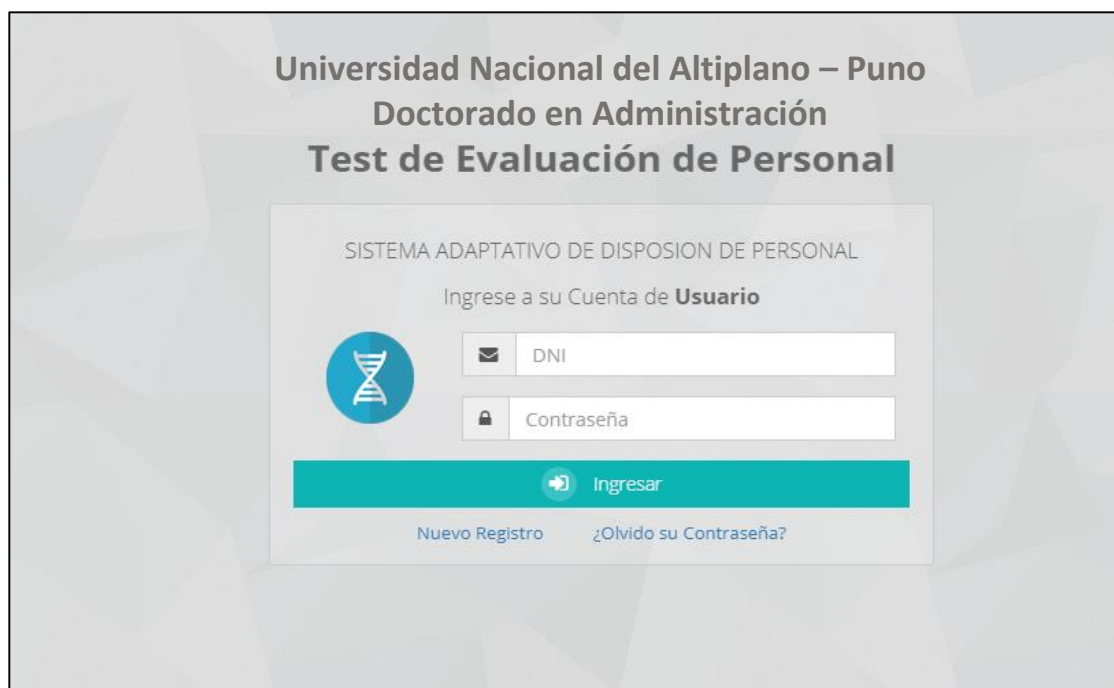 Universidad Nacional del Altiplano – Puno
Doctorado en Administración
Test de Evaluación de Personal
SISTEMA ADAPTATIVO DE DISPOSION DE PERSONAL
Ingrese a su Cuenta de Usuario
DNI
Contraseña
Ingresar
Nuevo Registro ¿Olvido su Contraseña?